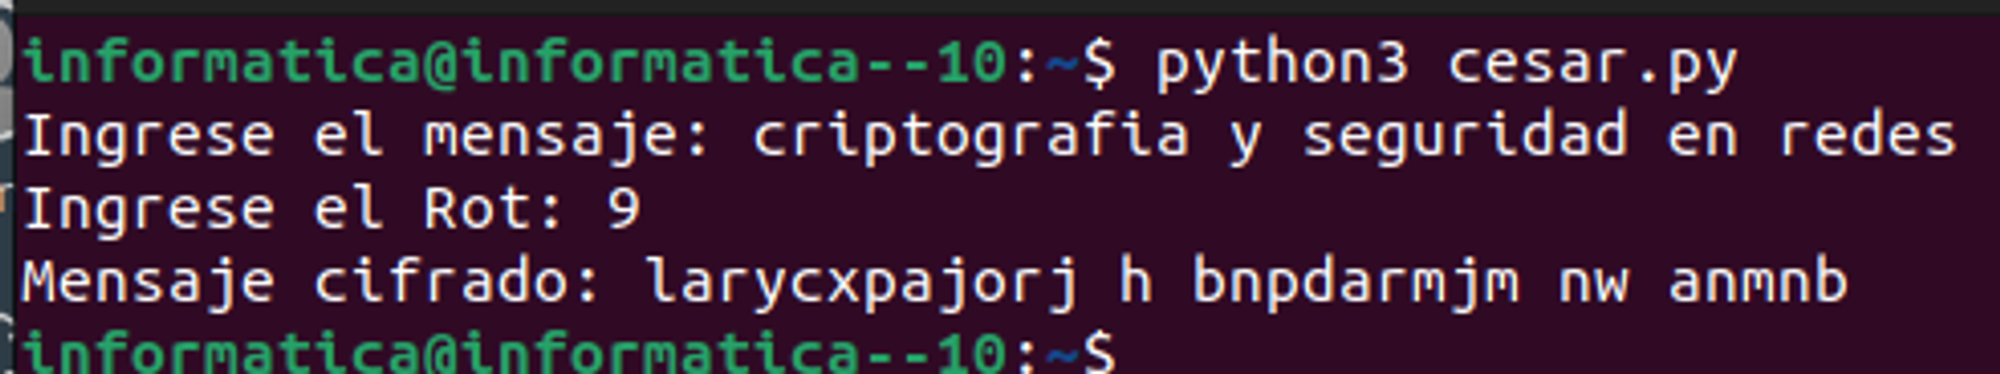 informatica@informatica--10:~$ python3 cesar.py
Ingrese el mensaje: criptografia y seguridad en redes
Ingrese el Rot: 9
Mensaje cifrado: larycxpajorj h bnpdarmjm nw anmnb
informatica@informatica--10:~$